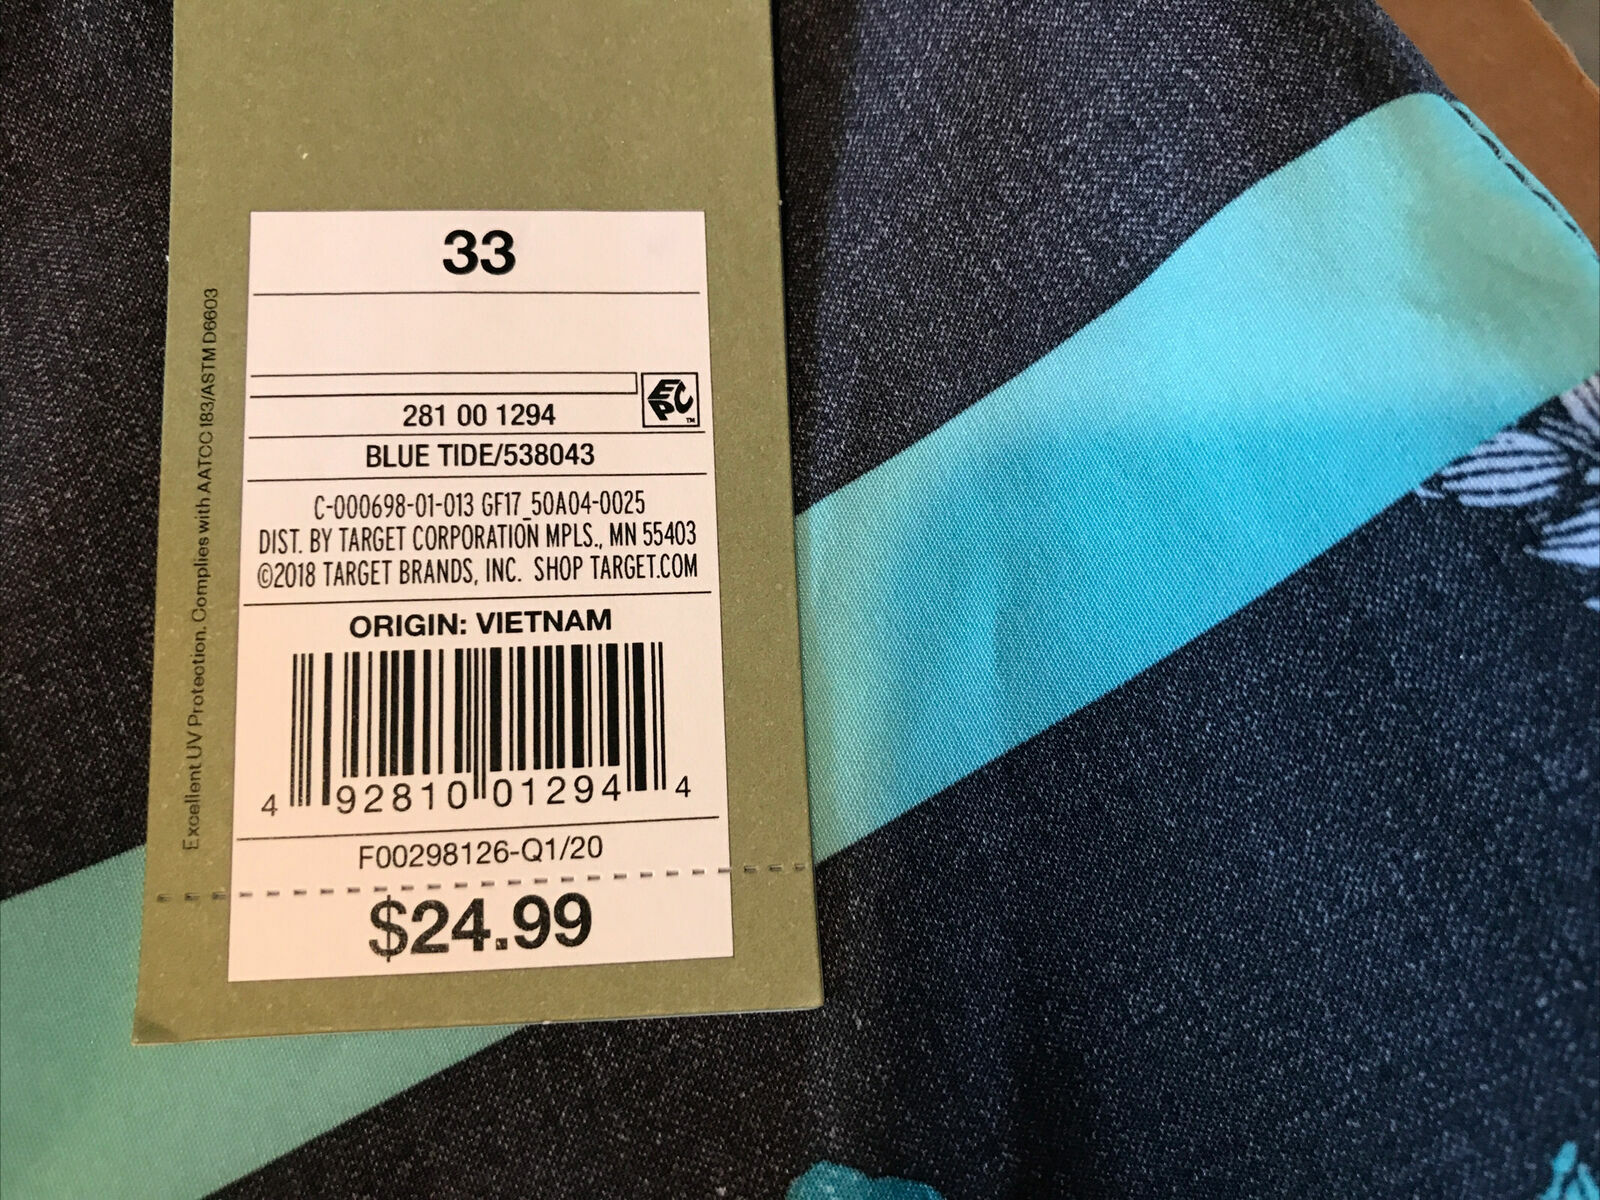 33
EPC™
281 00 1294
BLUE TIDE/538043
C-000698-01-013 GF17_50A04-0025
DIST. BY TARGET CORPORATION MPLS., MN 55403
©2018 TARGET BRANDS, INC. SHOP TARGET.COM
ORIGIN: VIETNAM
4 92810 01294 4
F00298126-Q1/20
$24.99
Excellent UV Protection. Complies with AATCC 183/ASTM D6603